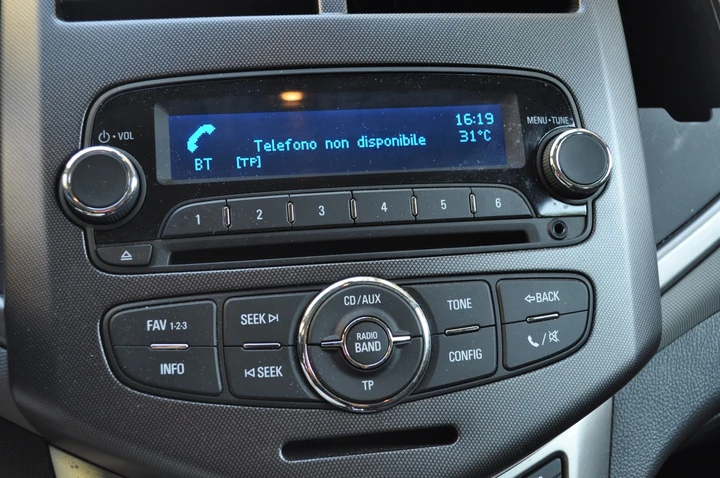 16:19
Telefono non disponibile 31°C
BT [TP]
VOL
MENU•TUNE
1 2 3 4 5 6
FAV 1-2-3
SEEK
CD/AUX
TONE
BACK
INFO
SEEK
RADIO
BAND
TP
CONFIG